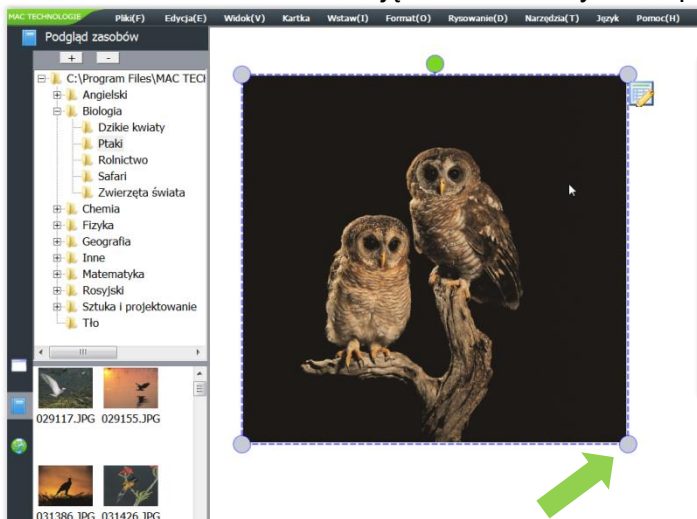 MAC TECHNOLOGIE Pliki(F) Edycja(E) Widok(V) Kartka Wstaw(I) Format(O) Rysowanie(D) Narzędzia(T) Język Pomoc(H)
Podgląd zasobów
+ -
C:\Program Files\MAC TECH
Angielski
Biologia
Dzikie kwiaty
Ptaki
Rolnictwo
Safari
Zwierzęta świata
Chemia
Fizyka
Geografia
Inne
Matematyka
Rosyjski
Sztuka i projektowanie
Tło
029117.JPG 029155.JPG
031386.JPG 031426.JPG